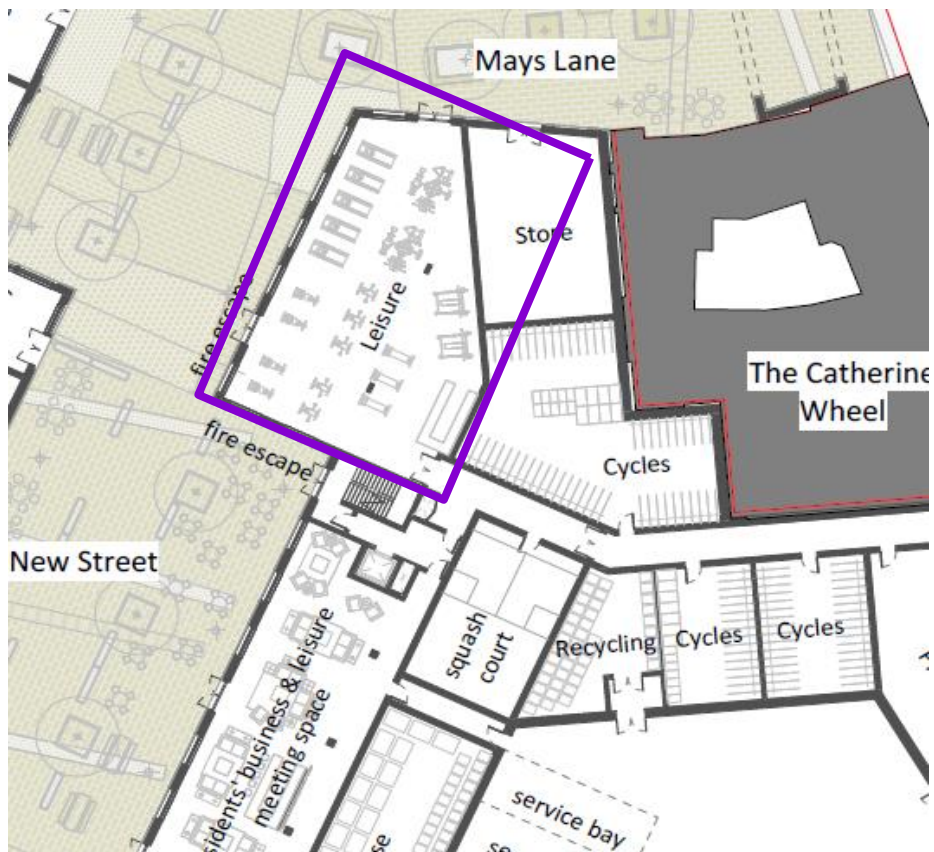 Mays Lane
Store
Leisure
fire escape
fire escape
The Catherine
Wheel
Cycles
New Street
squash
court
Recycling
Cycles
Cycles
sidents' business & leisure
meeting space
service bay